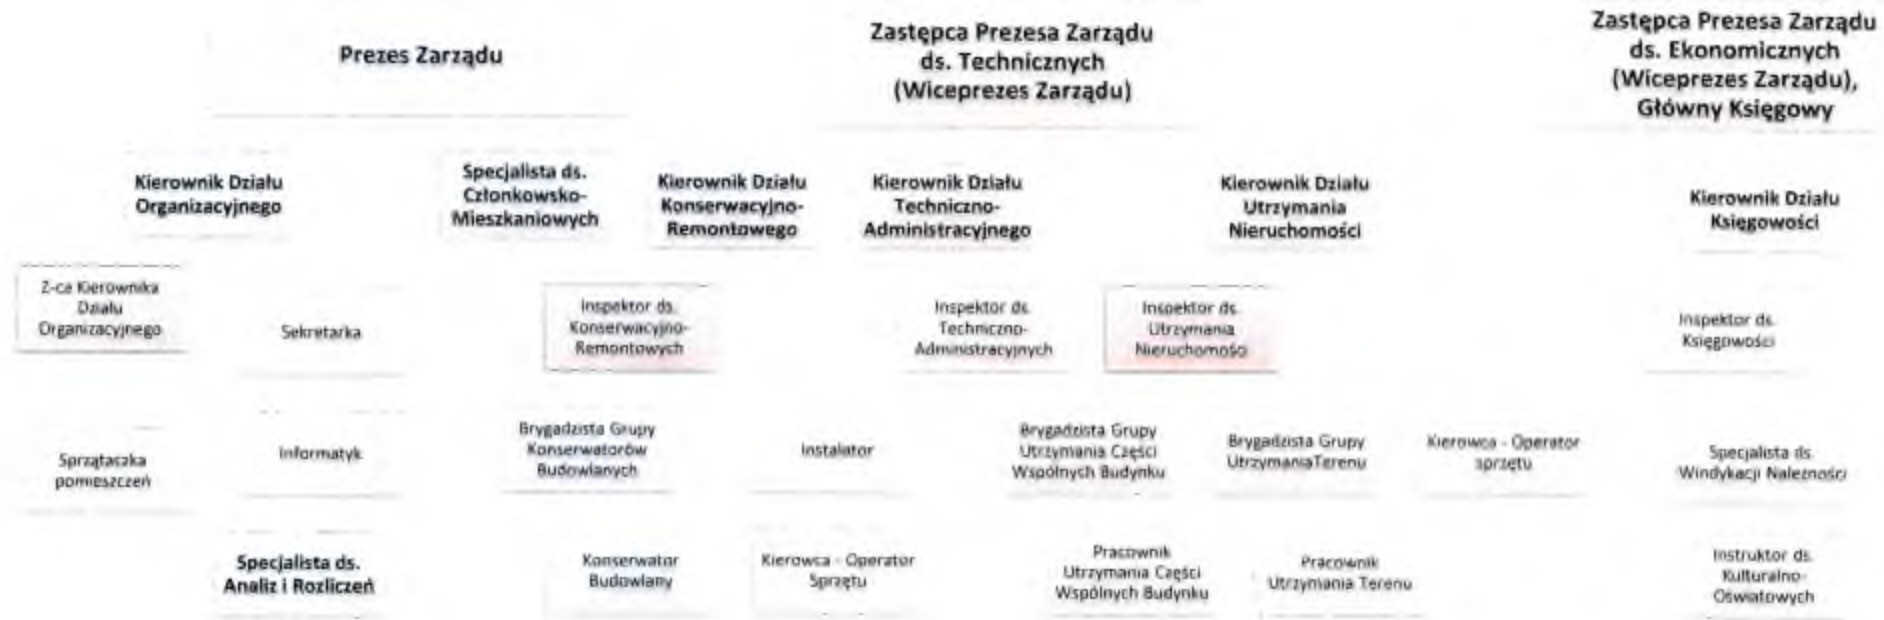 Prezes Zarządu
Zastępca Prezesa Zarządu
ds. Technicznych
(Wiceprezes Zarządu)
Zastępca Prezesa Zarządu
ds. Ekonomicznych
(Wiceprezes Zarządu),
Główny Księgowy
Kierownik Działu
Organizacyjnego
Specjalista ds.
Członkowsko-
Mieszkaniowych
Kierownik Działu
Konserwacyjno-
Remontowego
Kierownik Działu
Techniczno-
Administracyjnego
Kierownik Działu
Utrzymania
Nieruchomości
Kierownik Działu
Księgowości
Z-ca Kierownika
Działu
Organizacyjnego
Sekretarka
Inspektor ds.
Konserwacyjno-
Remontowych
Inspektor ds.
Techniczno-
Administracyjnych
Inspektor ds.
Utrzymania
Nieruchomości
Inspektor ds.
Księgowości
Sprzątaczka
pomieszczeń
Informatyk
Brygadzista Grupy
Konserwatorów
Budowlanych
Instalator
Brygadzista Grupy
Utrzymania Części
Wspólnych Budynku
Brygadzista Grupy
UtrzymaniaTerenu
Kierowca - Operator
sprzętu
Specjalista ds.
Windykacji Należności
Specjalista ds.
Analiz i Rozliczeń
Konserwator
Budowlany
Kierowca - Operator
Sprzętu
Pracownik
Utrzymania Części
Wspólnych Budynku
Pracownik
Utrzymania Terenu
Instruktor ds.
Kulturalno-
Oświatowych